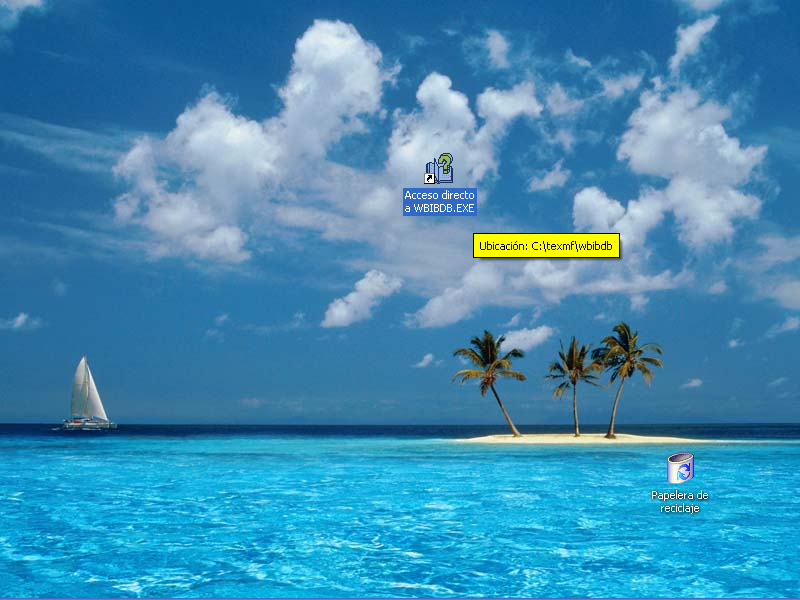 Acceso directo
a WBIBDB.EXE
Ubicación: C:\texmf\wbibdb
Papelera de
reciclaje